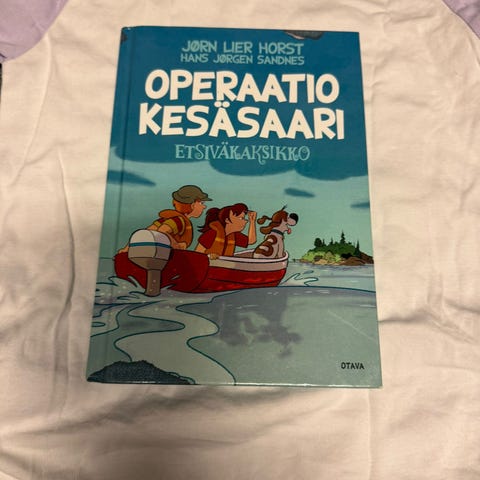 JØRN LIER HORST
HANS JØRGEN SANDNES
OPERAATIO
KESÄSAARI
ETSIVÄKAKSIKKO
OTAVA